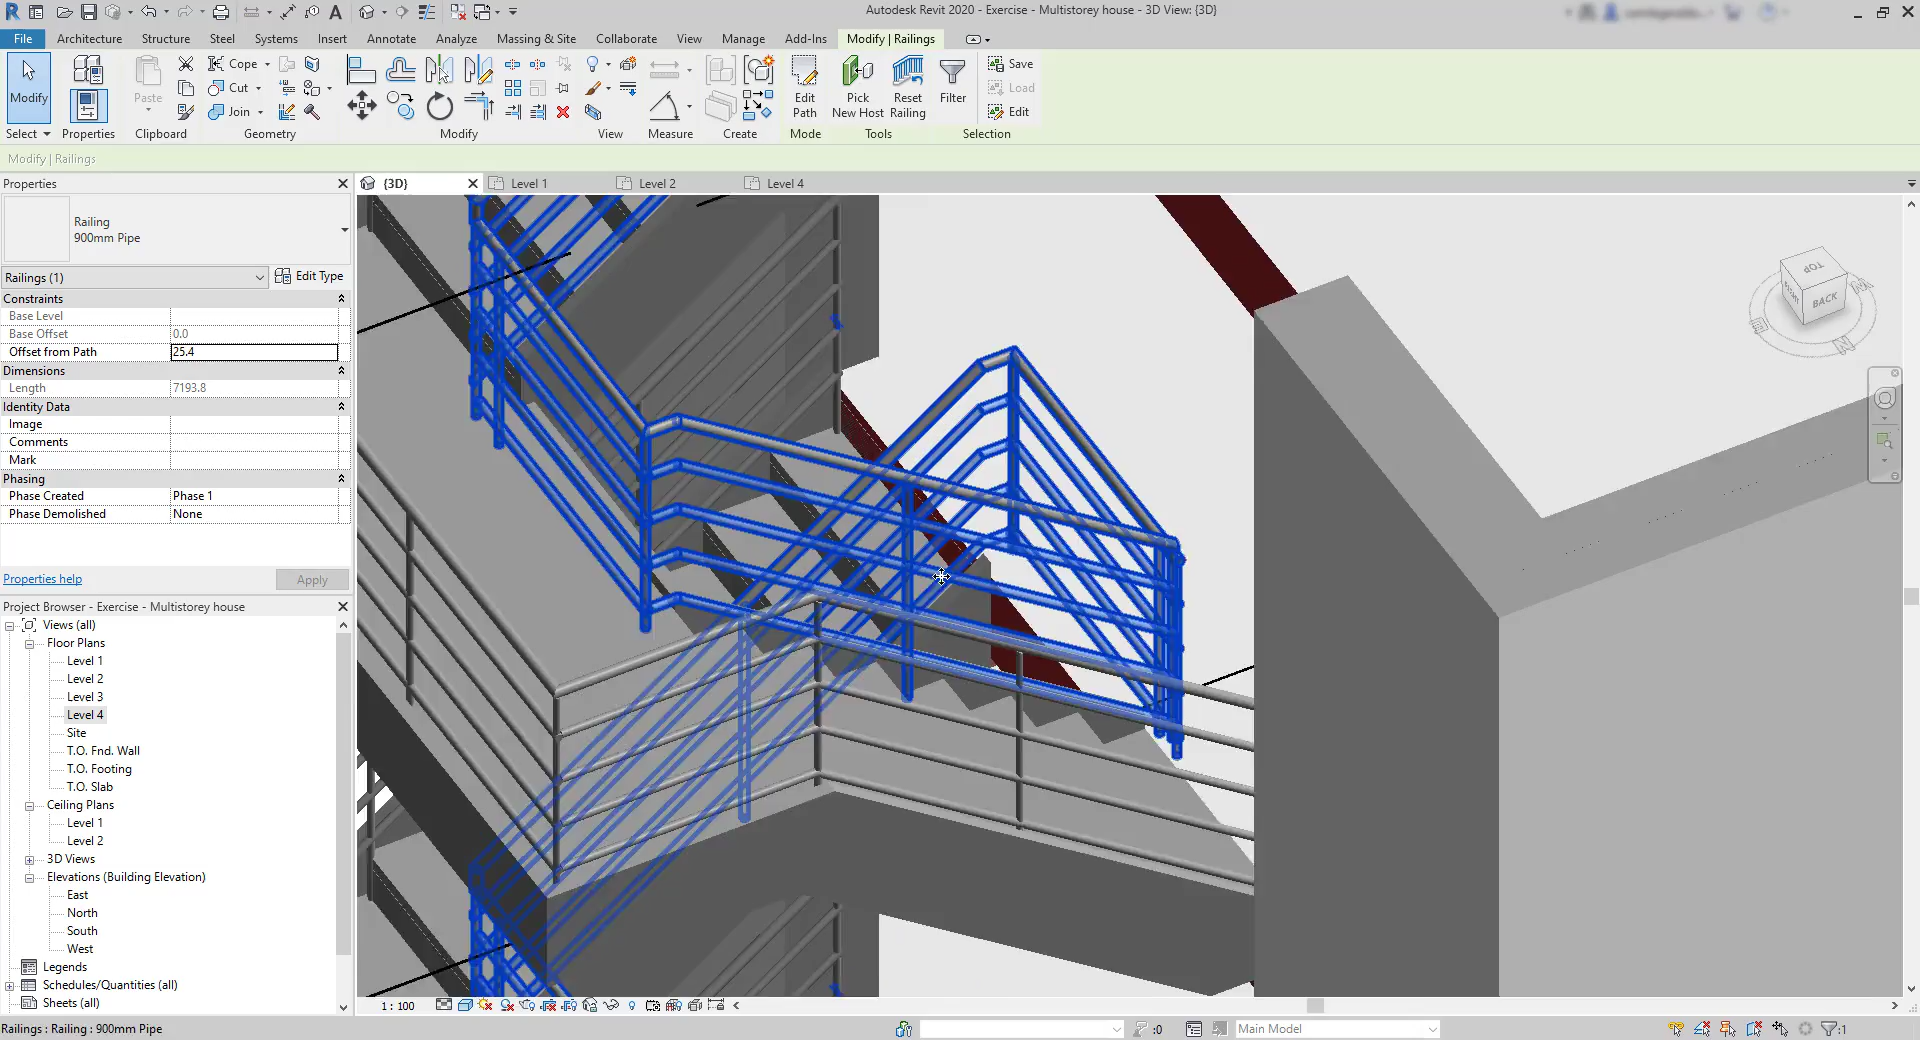 Autodesk Revit 2020 - Exercise - Multistorey house - 3D View: {3D}
File Architecture Structure Steel Systems Insert Annotate Analyze Massing & Site Collaborate View Manage Add-Ins Modify | Railings
Modify
Paste
Cope
Cut
Join
Edit Path
Pick New Host
Reset Railing
Filter
Save
Load
Edit
Select Properties Clipboard Geometry Modify View Measure Create Mode Tools Selection
Modify | Railings
Properties
{3D} Level 1 Level 2 Level 4
Railing
900mm Pipe
Railings (1) Edit Type
Constraints
Base Level
Base Offset 0.0
Offset from Path 25.4
Dimensions
Length 7193.8
Identity Data
Image
Comments
Mark
Phasing
Phase Created Phase 1
Phase Demolished None
Properties help Apply
Project Browser - Exercise - Multistorey house
Views (all)
Floor Plans
Level 1
Level 2
Level 3
Level 4
Site
T.O. Fnd. Wall
T.O. Footing
T.O. Slab
Ceiling Plans
Level 1
Level 2
3D Views
Elevations (Building Elevation)
East
North
South
West
Legends
Schedules/Quantities (all)
Sheets (all)
TOP
BACK
1 : 100
Railings : Railing : 900mm Pipe
:0
Main Model
:1